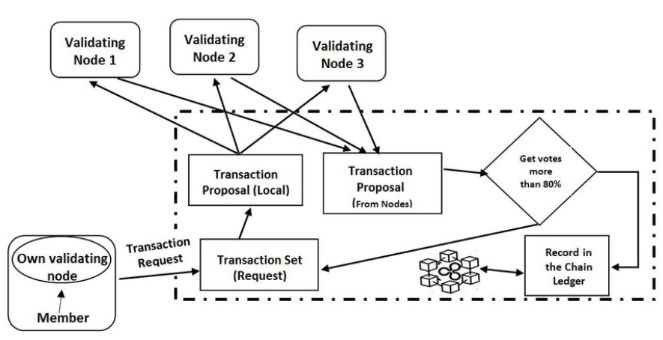 Validating
Node 1
Validating
Node 2
Validating
Node 3
Transaction
Proposal (Local)
Transaction
Proposal
(From Nodes)
Get votes
more
than 80%
Own validating
node
Member
Transaction
Request
Transaction Set
(Request)
Record in
the Chain
Ledger